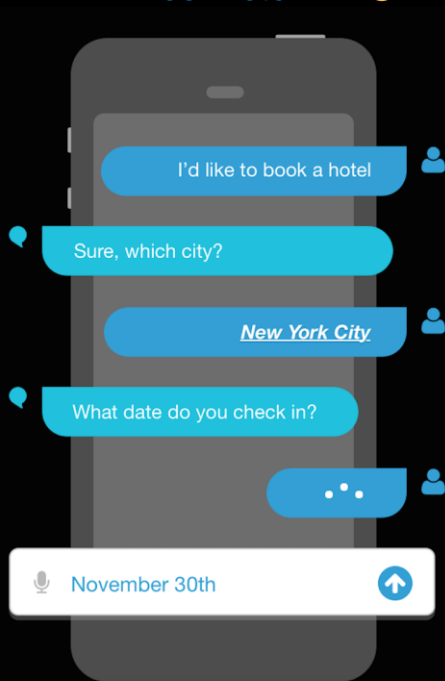 I'd like to book a hotel
Sure, which city?
New York City
What date do you check in?
November 30th